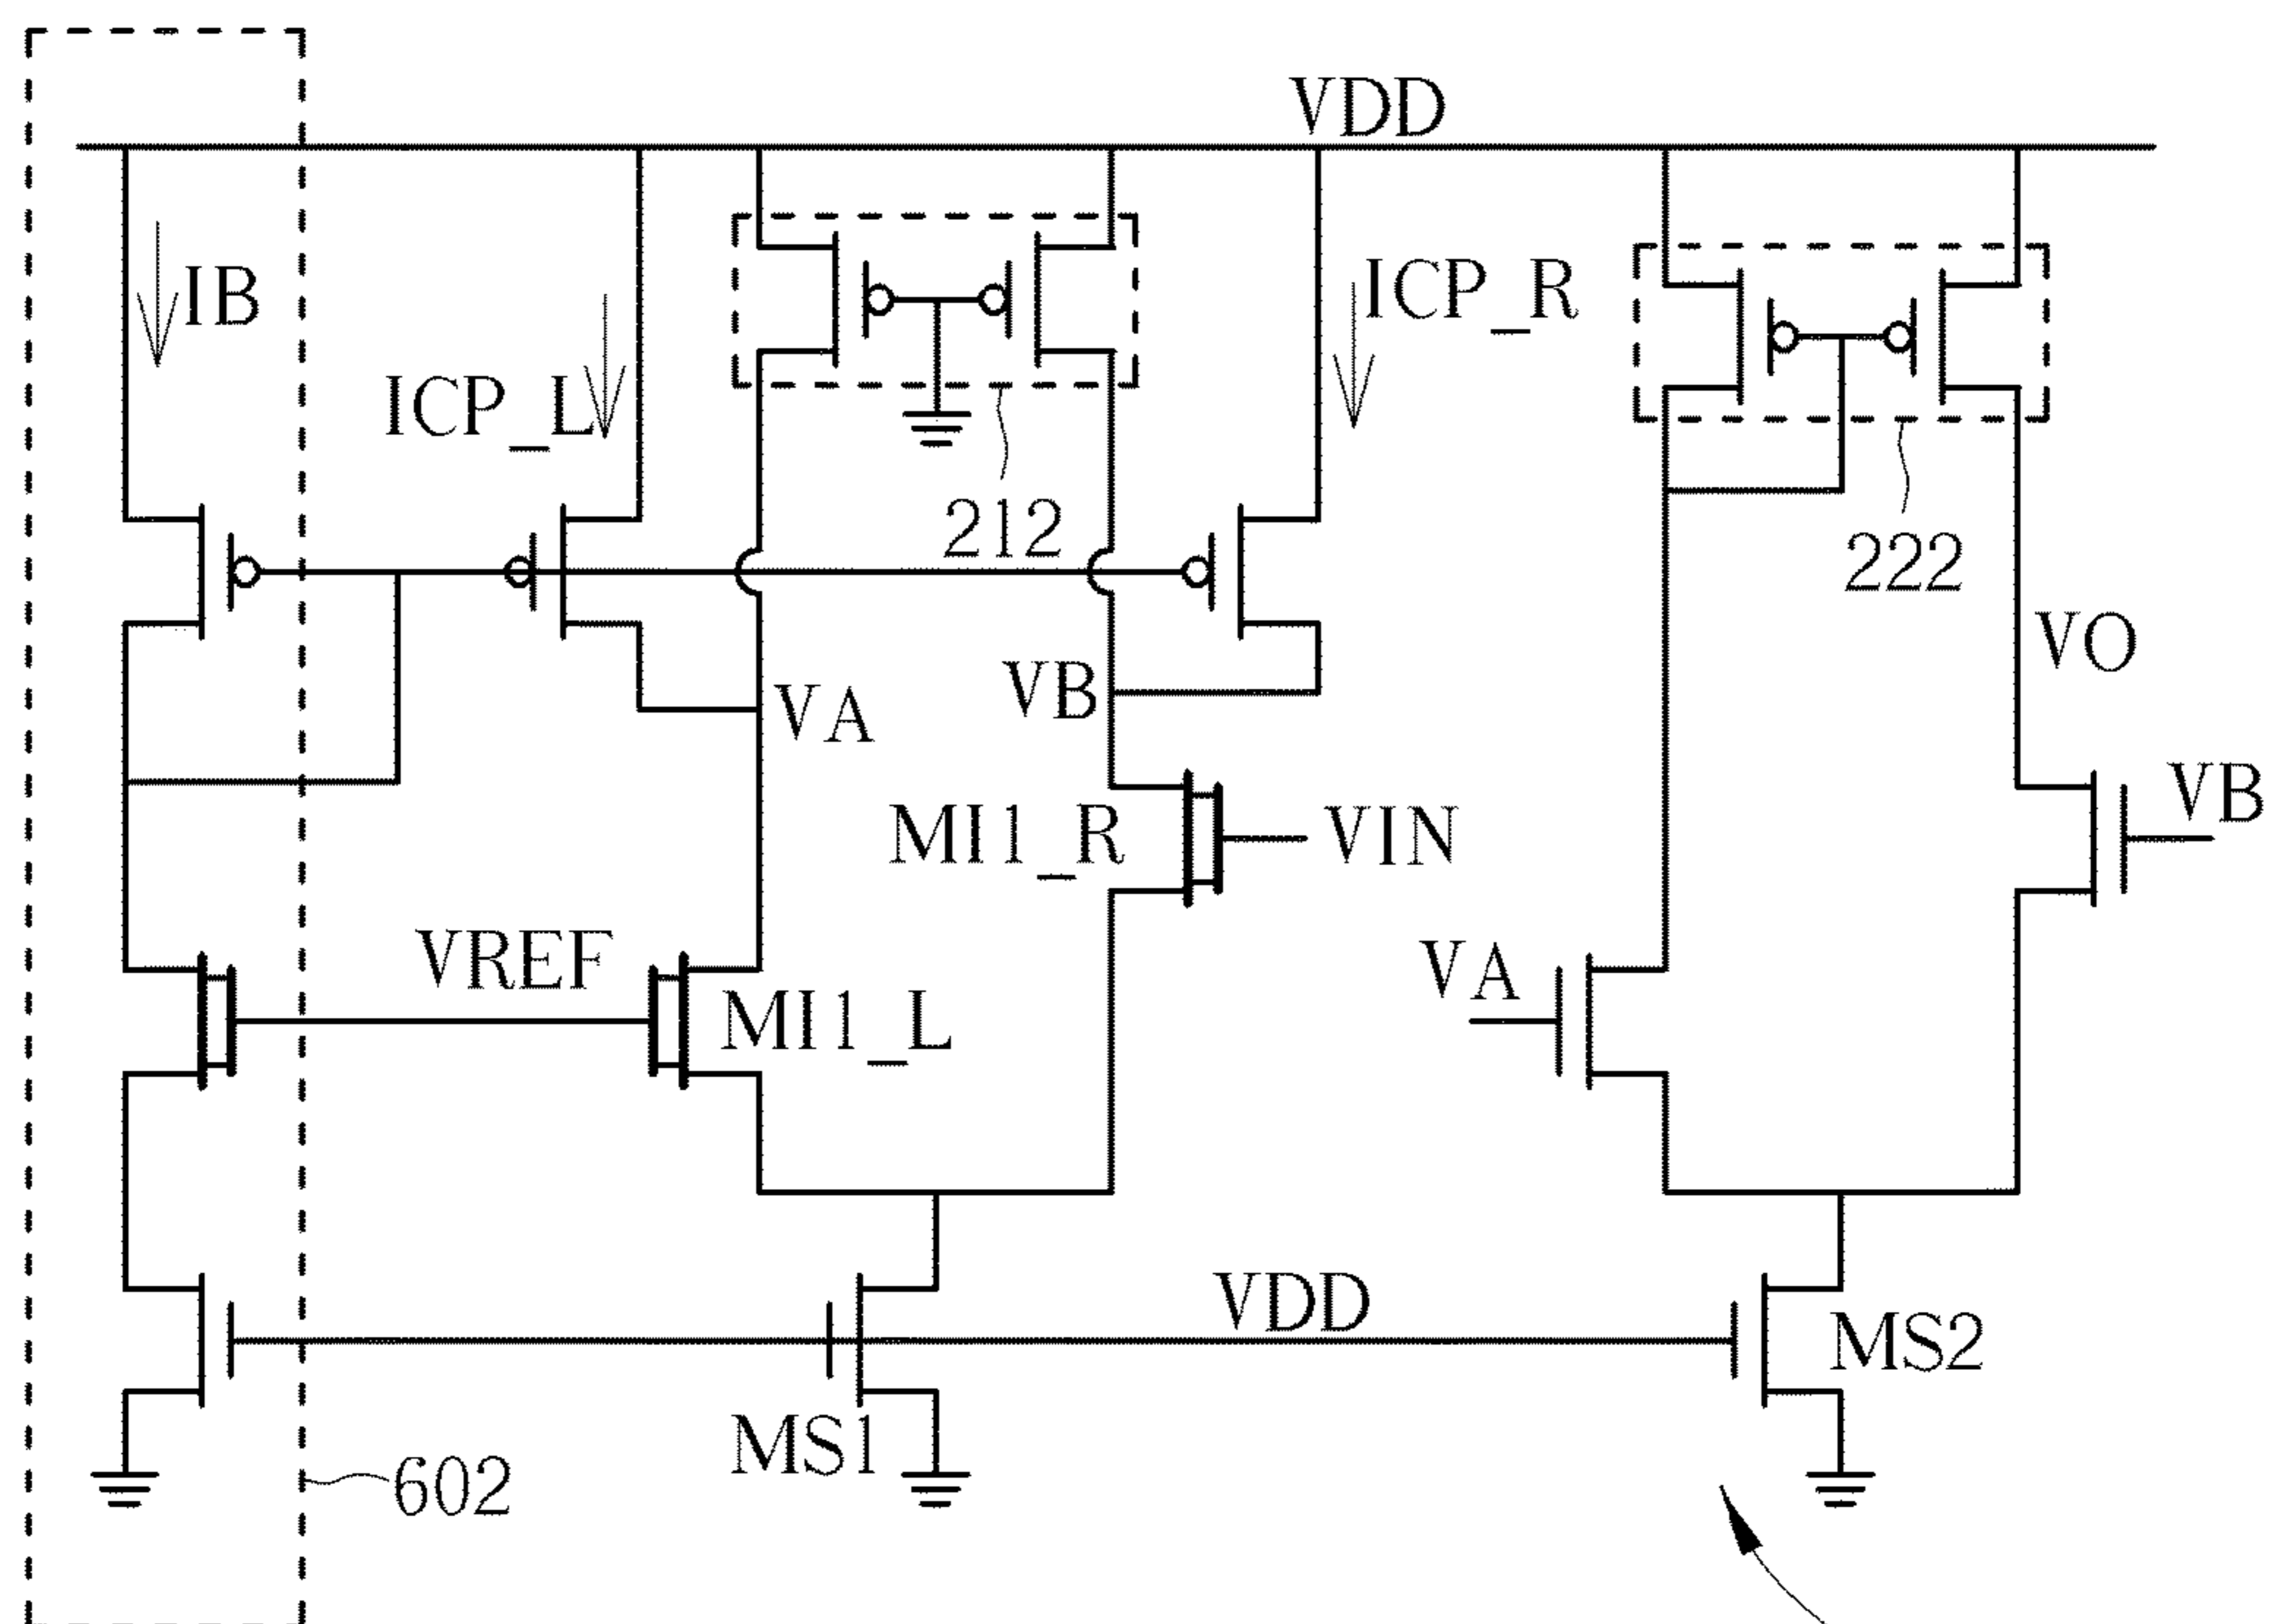 VDD
IB
ICP_L
ICP_R
212
222
VA
VB
VO
MI1_R
VIN
VB
VREF
MI1_L
VA
VDD
MS1
MS2
602